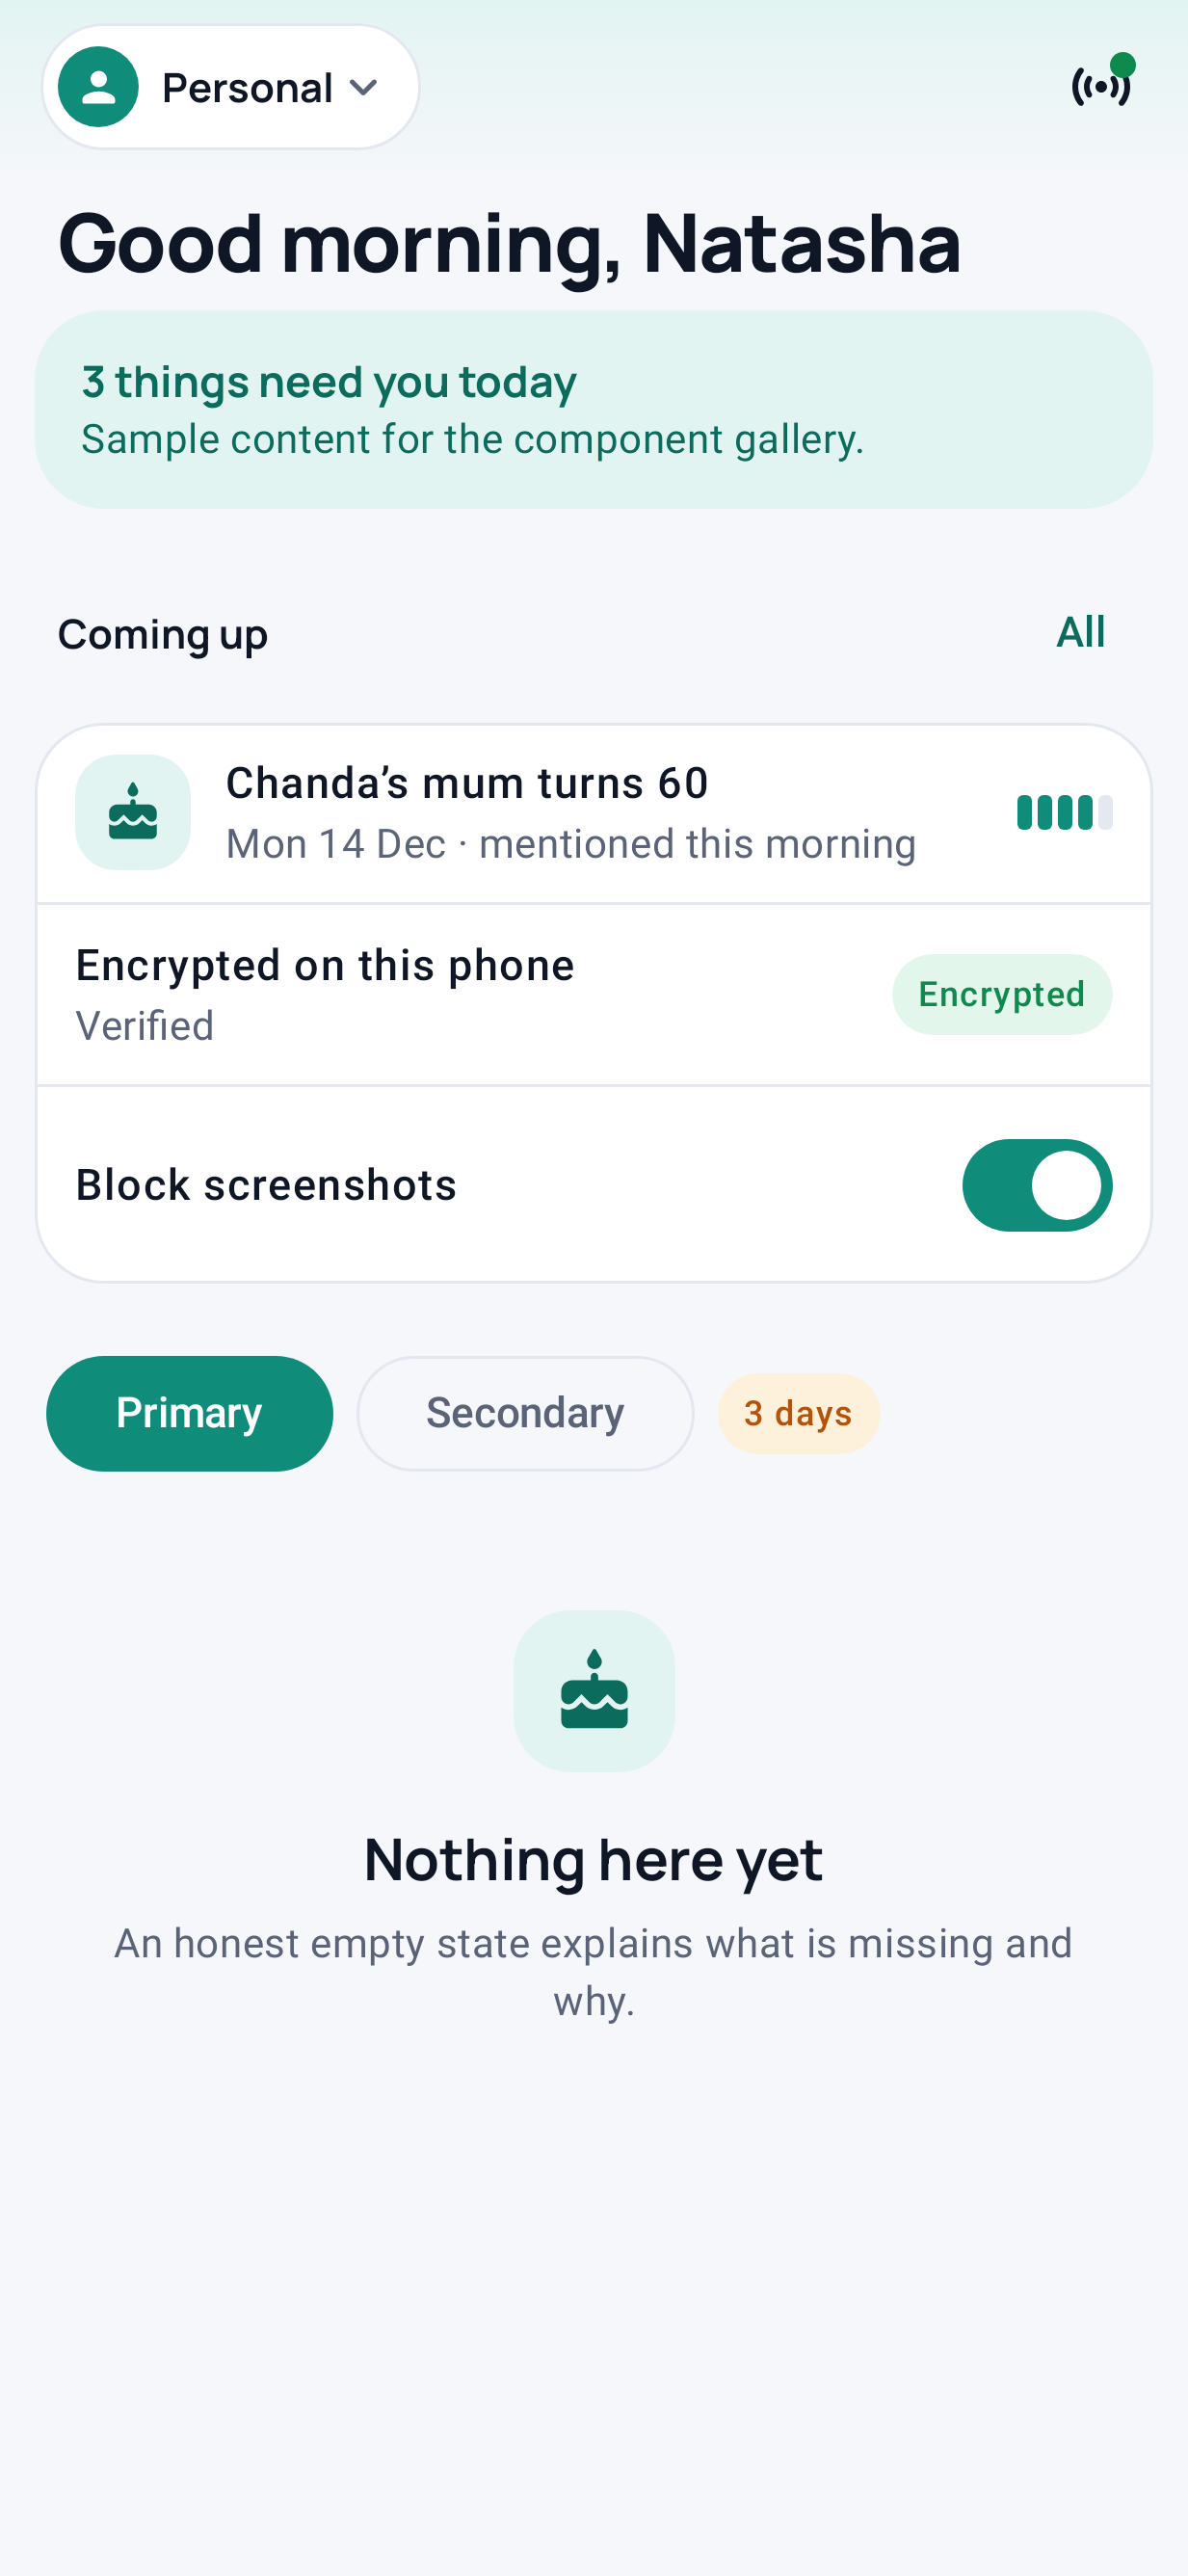 Personal
Good morning, Natasha
3 things need you today
Sample content for the component gallery.
Coming up
All
Chanda’s mum turns 60
Mon 14 Dec · mentioned this morning
Encrypted on this phone
Verified
Encrypted
Block screenshots
Primary
Secondary
3 days
Nothing here yet
An honest empty state explains what is missing and
why.